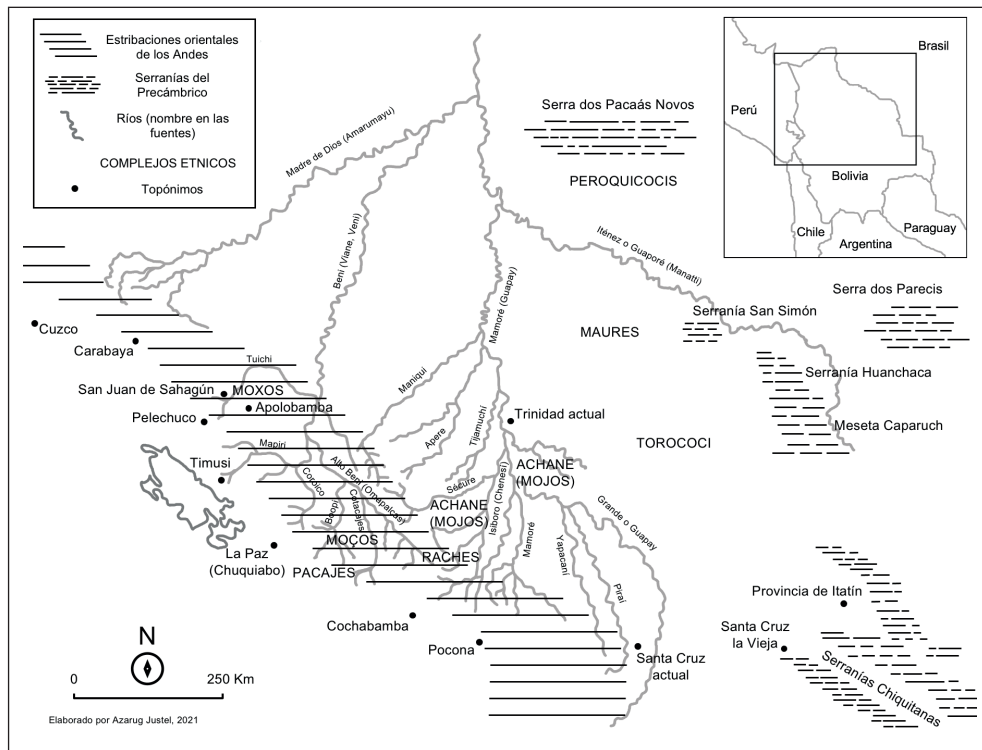 Estribaciones orientales
de los Andes
Serranías del
Precámbrico
Ríos (nombre en las
fuentes)
COMPLEJOS ETNICOS
Topónimos
Brasil
Perú
Bolivia
Chile
Paraguay
Argentina
Serra dos Pacaás Novos
PEROQUICOCIS
Madre de Dios (Amarumayu)
Beni (Viane, Veni)
Mamoré (Guapay)
Iténez o Guaporé (Manatti)
Serra dos Parecis
Serranía San Simón
MAURES
Cuzco
Carabaya
Serranía Huanchaca
Tuichi
Maniqui
San Juan de Sahagún
MOXOS
Apolobamba
Pelechuco
Trinidad actual
Meseta Caparuch
Apere
Tijamuchi
TOROCOCI
Mapiri
Timusi
Alto Beni (Omapalcas)
Coroico
Boopi
Cotacajes
Sécure
ACHANE
(MOJOS)
ACHANE
(MOJOS)
Isiboro (Chenesi)
Mamoré
Grande o Guapay
Yapacaní
Piraí
MOÇOS
RACHES
La Paz
(Chuquiabo)
PACAJES
Provincia de Itatín
Cochabamba
Santa Cruz
la Vieja
Pocona
Santa Cruz
actual
Serranías Chiquitanas
N
0 250 Km
Elaborado por Azarug Justel, 2021